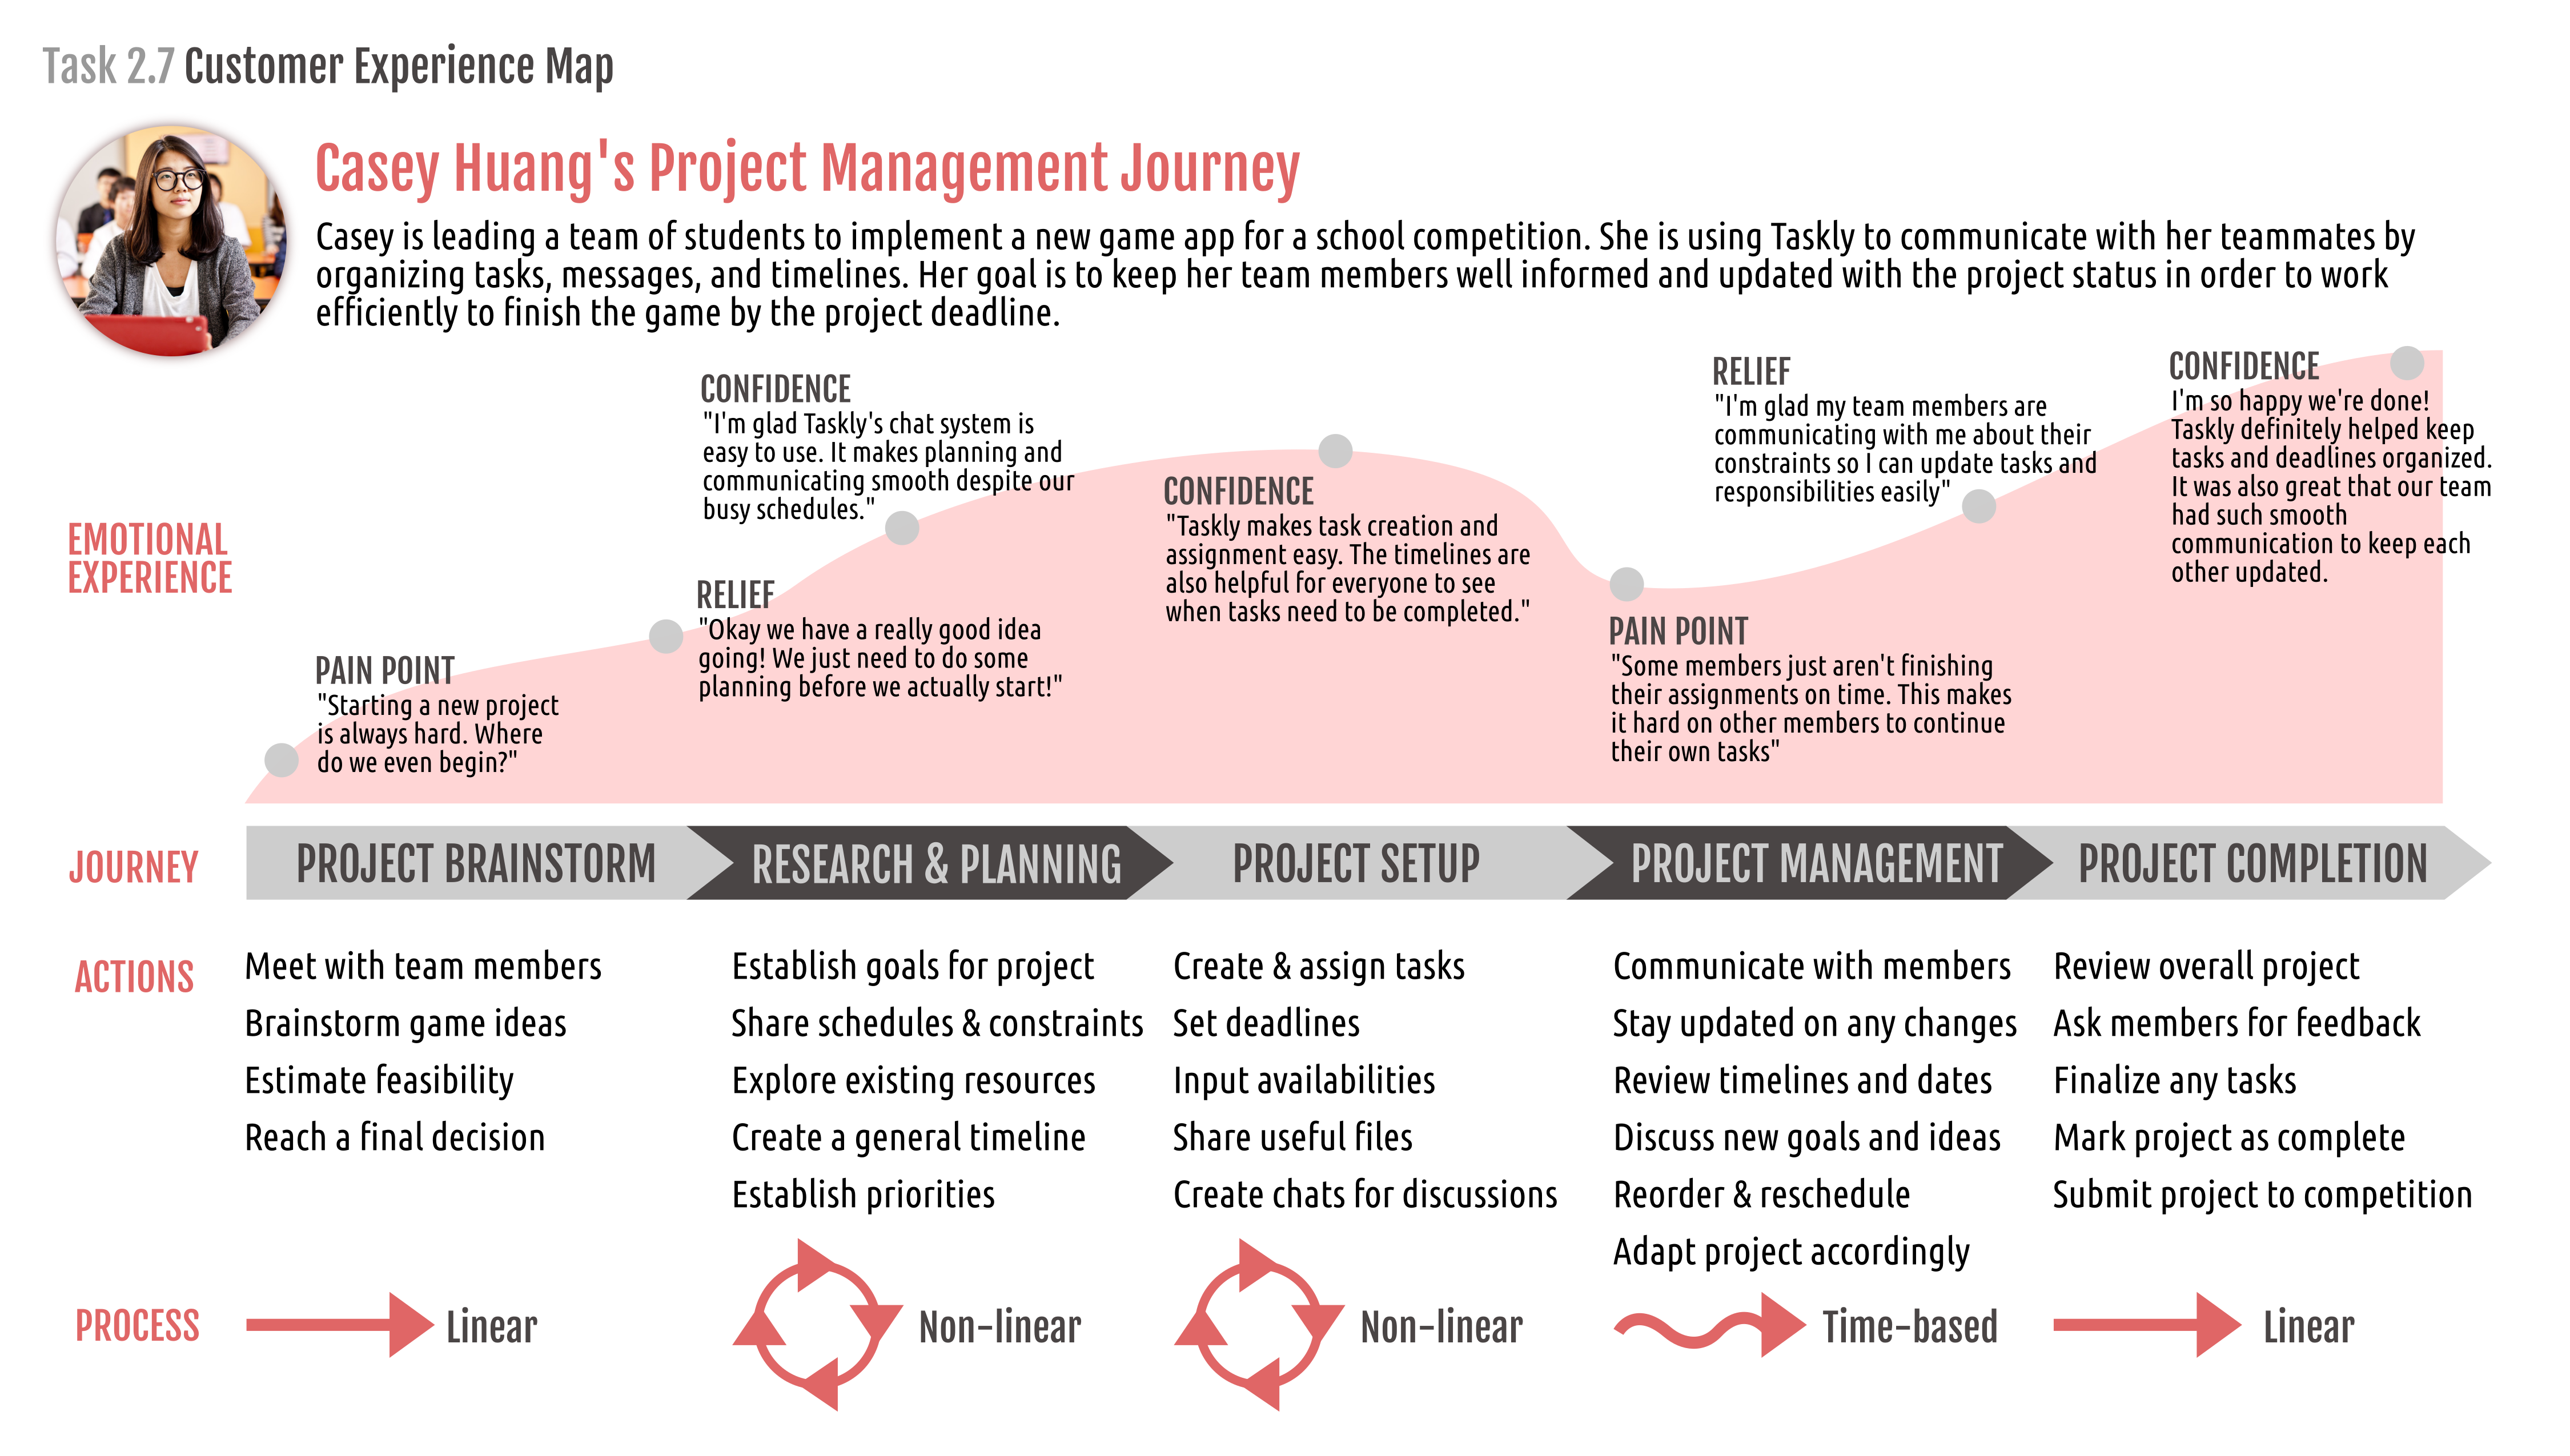 Task 2.7 Customer Experience Map
Casey Huang's Project Management Journey
Casey is leading a team of students to implement a new game app for a school competition. She is using Taskly to communicate with her teammates by
organizing tasks, messages, and timelines. Her goal is to keep her team members well informed and updated with the project status in order to work
efficiently to finish the game by the project deadline.
EMOTIONAL
EXPERIENCE
PAIN POINT
"Starting a new project
is always hard. Where
do we even begin?"
RELIEF
"Okay we have a really good idea
going! We just need to do some
planning before we actually start!"
CONFIDENCE
"I'm glad Taskly's chat system is
easy to use. It makes planning and
communicating smooth despite our
busy schedules."
CONFIDENCE
"Taskly makes task creation and
assignment easy. The timelines are
also helpful for everyone to see
when tasks need to be completed."
PAIN POINT
"Some members just aren't finishing
their assignments on time. This makes
it hard on other members to continue
their own tasks"
RELIEF
"I'm glad my team members are
communicating with me about their
constraints so I can update tasks and
responsibilities easily"
CONFIDENCE
I'm so happy we're done!
Taskly definitely helped keep
tasks and deadlines organized.
It was also great that our team
had such smooth
communication to keep each
other updated.
JOURNEY
PROJECT BRAINSTORM
RESEARCH & PLANNING
PROJECT SETUP
PROJECT MANAGEMENT
PROJECT COMPLETION
ACTIONS
Meet with team members
Brainstorm game ideas
Estimate feasibility
Reach a final decision
Establish goals for project
Share schedules & constraints
Explore existing resources
Create a general timeline
Establish priorities
Create & assign tasks
Set deadlines
Input availabilities
Share useful files
Create chats for discussions
Communicate with members
Stay updated on any changes
Review timelines and dates
Discuss new goals and ideas
Reorder & reschedule
Adapt project accordingly
Review overall project
Ask members for feedback
Finalize any tasks
Mark project as complete
Submit project to competition
PROCESS
Linear
Non-linear
Non-linear
Time-based
Linear